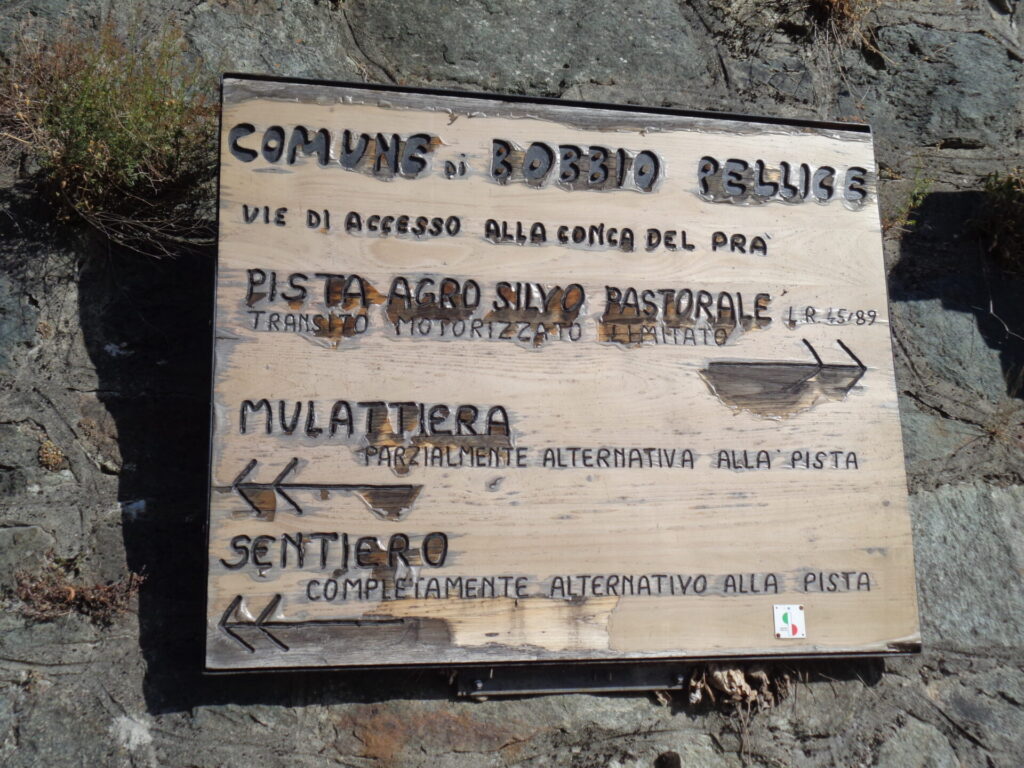 COMUNE DI BOBBIO PELLICE
VIE DI ACCESSO ALLA CONCA DEL PRA'
PISTA AGRO SILVO PASTORALE L.R. 45/89
TRANSITO MOTORIZZATO LIMITATO
MULATTIERA
PARZIALMENTE ALTERNATIVA ALLA PISTA
SENTIERO
COMPLETAMENTE ALTERNATIVO ALLA PISTA